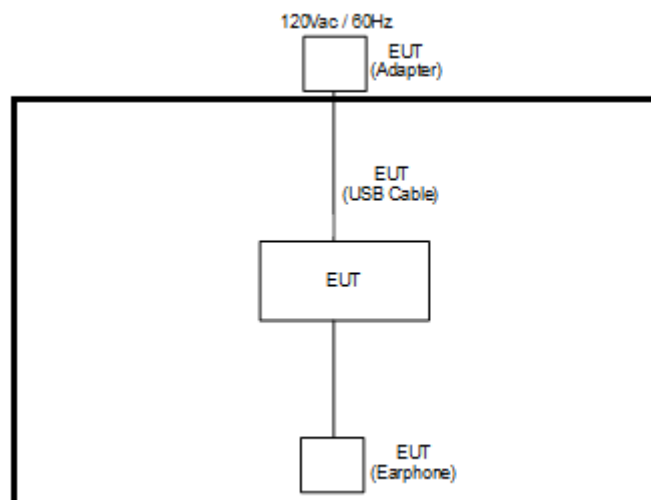 120Vac / 60Hz
EUT
(Adapter)
EUT
(USB Cable)
EUT
EUT
(Earphone)